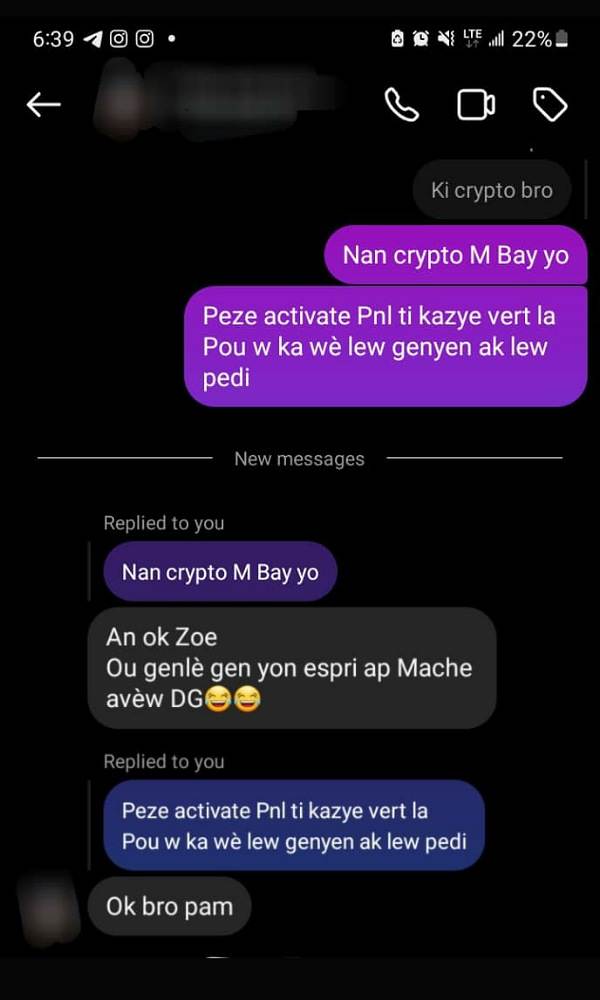 6:39
LTE
22%
Ki crypto bro
Nan crypto M Bay yo
Peze activate Pnl ti kazye vert la
Pou w ka wè lew genyen ak lew
pedi
New messages
Replied to you
Nan crypto M Bay yo
An ok Zoe
Ou genlè gen yon espri ap Mache
avèw DG😂😂
Replied to you
Peze activate Pnl ti kazye vert la
Pou w ka wè lew genyen ak lew pedi
Ok bro pam